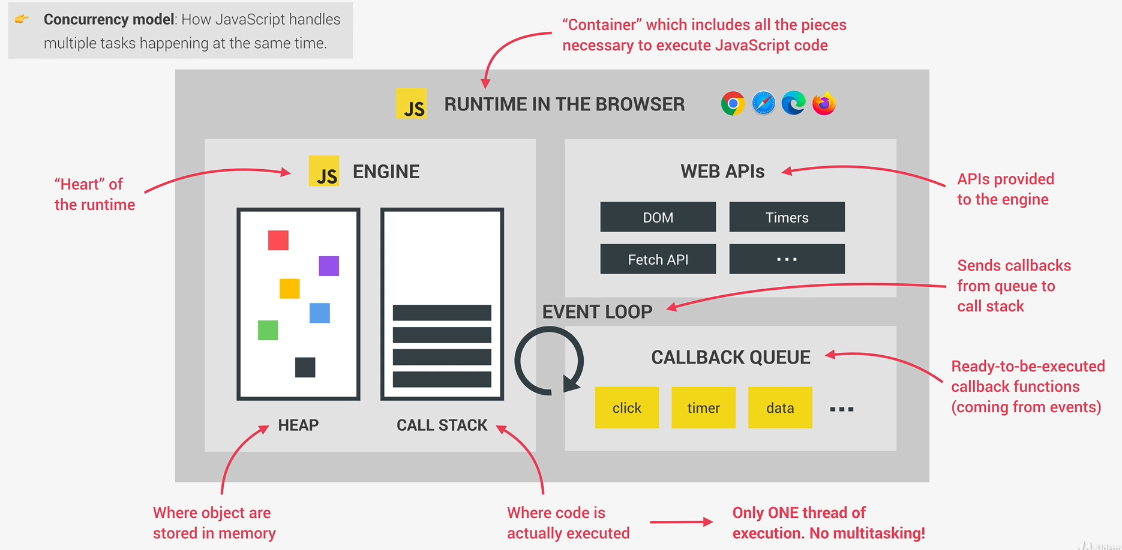 Concurrency model: How JavaScript handles
multiple tasks happening at the same time.
“Container” which includes all the pieces
necessary to execute JavaScript code
JS
RUNTIME IN THE BROWSER
“Heart” of
the runtime
JS
ENGINE
HEAP
CALL STACK
WEB APIs
DOM
Timers
Fetch API
...
APIs provided
to the engine
EVENT LOOP
Sends callbacks
from queue to
call stack
CALLBACK QUEUE
click
timer
data
...
Ready-to-be-executed
callback functions
(coming from events)
Where object are
stored in memory
Where code is
actually executed
Only ONE thread of
execution. No multitasking!